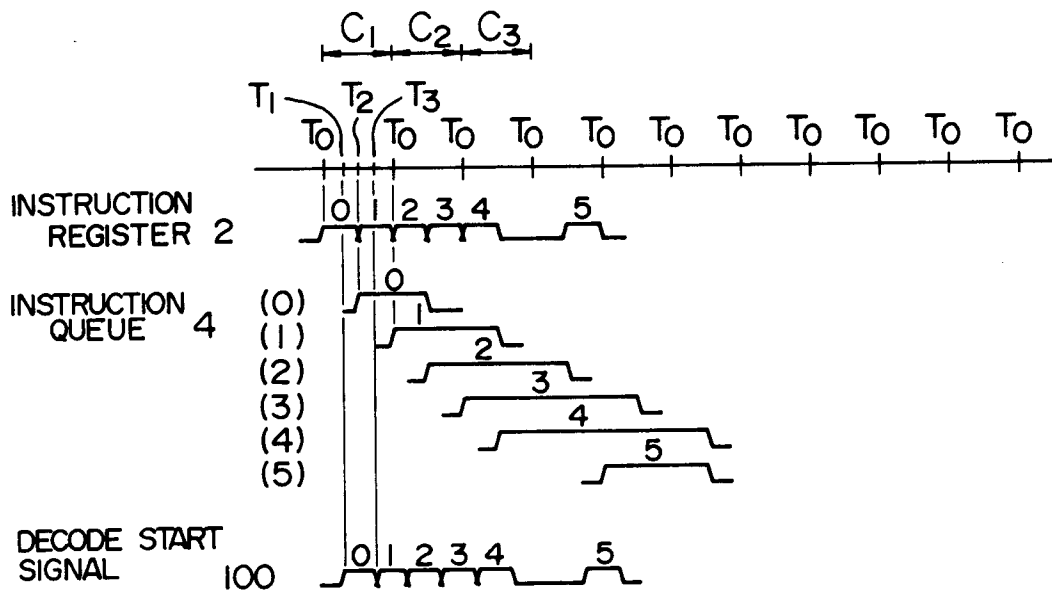 C1 C2 C3
T1 T2 T3
T0 T0 T0 T0 T0 T0 T0 T0 T0 T0 T0
INSTRUCTION
REGISTER 2
0 1 2 3 4 5
INSTRUCTION
QUEUE 4
(0) 0
(1) 1
(2) 2
(3) 3
(4) 4
(5) 5
DECODE START
SIGNAL 100
0 1 2 3 4 5